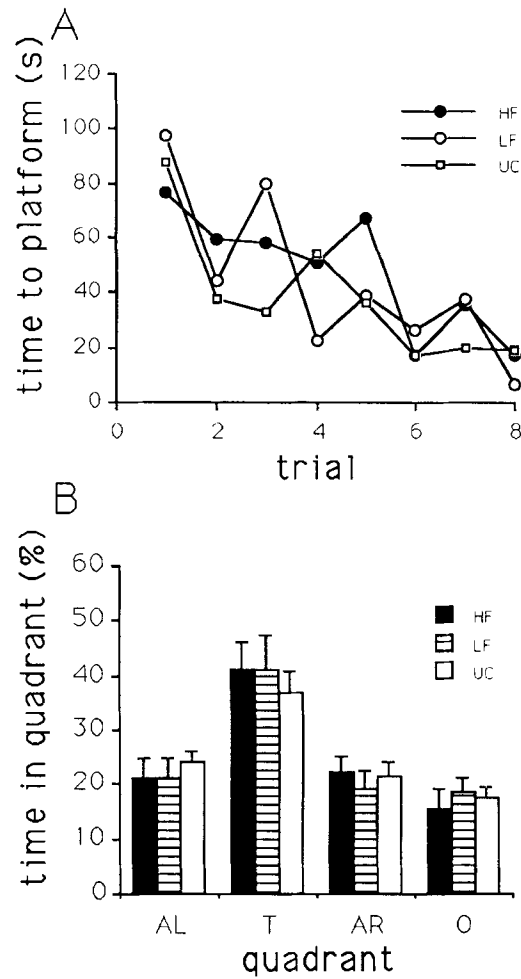 A
time to platform (s)
120
100
80
60
40
20
0
HF
LF
UC
0 2 4 6 8
trial
B
time in quadrant (%)
60
50
40
30
20
10
0
HF
LF
UC
AL T AR O
quadrant